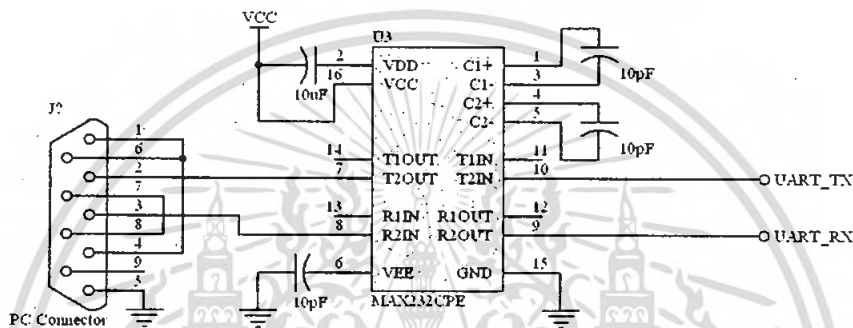 VCC
U3
2 VDD C1+ 1
16 VCC C1- 3
10uF
10pF
C2+ 4
C2- 5
10pF
J2
1
6
2
7
3
8
4
9
5
14 T1OUT T1IN 11
7 T2OUT T2IN 10
UART_TX
13 R1IN R1OUT 12
8 R2IN R2OUT 9
UART_RX
6 VEE GND 15
10pF
MAX232CPE
PC Connector